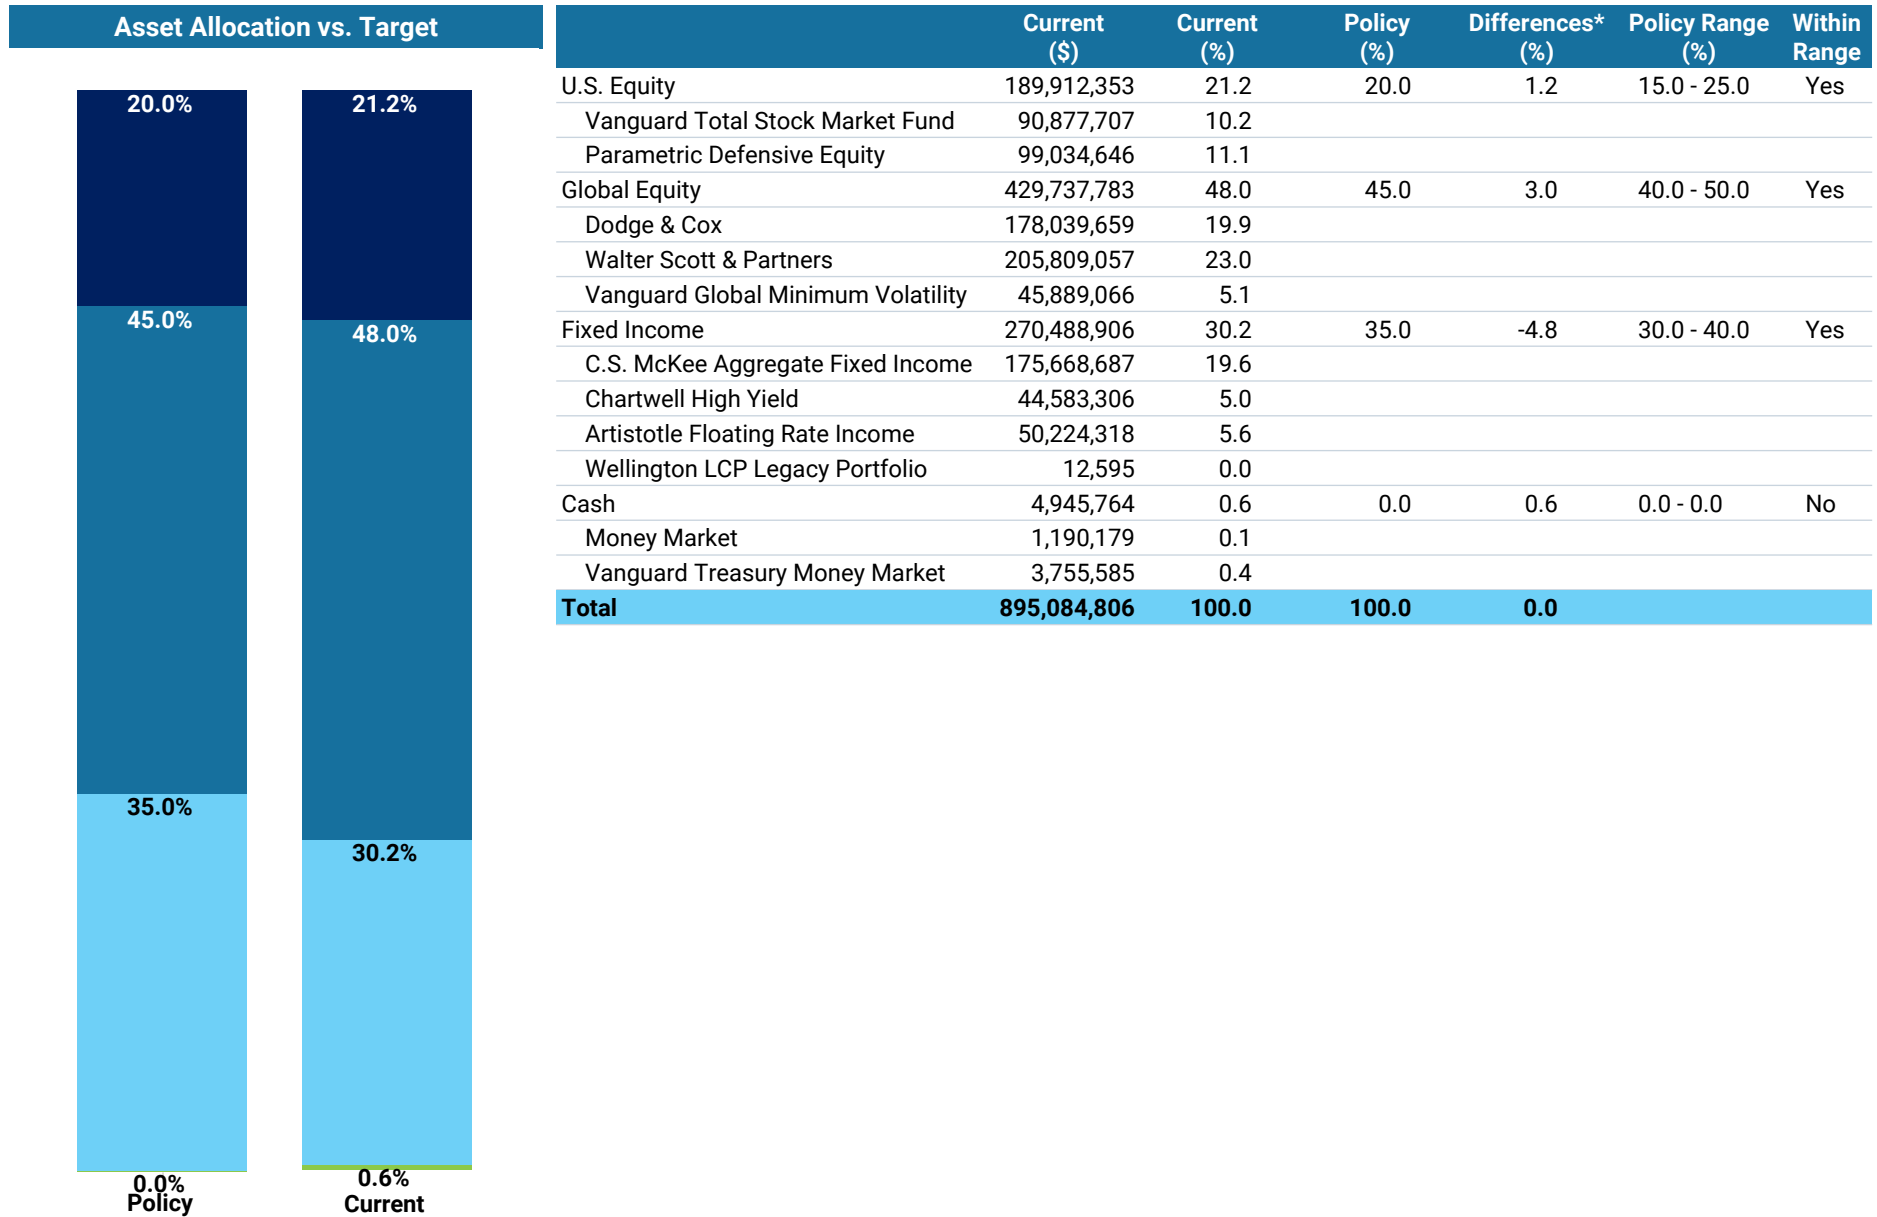 Asset Allocation vs. Target
20.0%
21.2%
45.0%
48.0%
35.0%
30.2%
0.0%
0.6%
Policy
Current
Current ($) Current (%) Policy (%) Differences* (%) Policy Range (%) Within Range
U.S. Equity 189,912,353 21.2 20.0 1.2 15.0 - 25.0 Yes
Vanguard Total Stock Market Fund 90,877,707 10.2
Parametric Defensive Equity 99,034,646 11.1
Global Equity 429,737,783 48.0 45.0 3.0 40.0 - 50.0 Yes
Dodge & Cox 178,039,659 19.9
Walter Scott & Partners 205,809,057 23.0
Vanguard Global Minimum Volatility 45,889,066 5.1
Fixed Income 270,488,906 30.2 35.0 -4.8 30.0 - 40.0 Yes
C.S. McKee Aggregate Fixed Income 175,668,687 19.6
Chartwell High Yield 44,583,306 5.0
Artistotle Floating Rate Income 50,224,318 5.6
Wellington LCP Legacy Portfolio 12,595 0.0
Cash 4,945,764 0.6 0.0 0.6 0.0 - 0.0 No
Money Market 1,190,179 0.1
Vanguard Treasury Money Market 3,755,585 0.4
Total 895,084,806 100.0 100.0 0.0